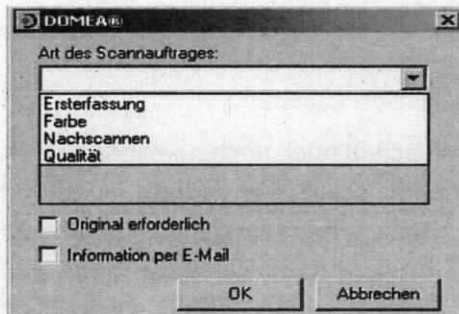 DOMEA®
Art des Scannauftrages:
Ersterfassung
Farbe
Nachscannen
Qualität
Original erforderlich
Information per E-Mail
OK
Abbrechen